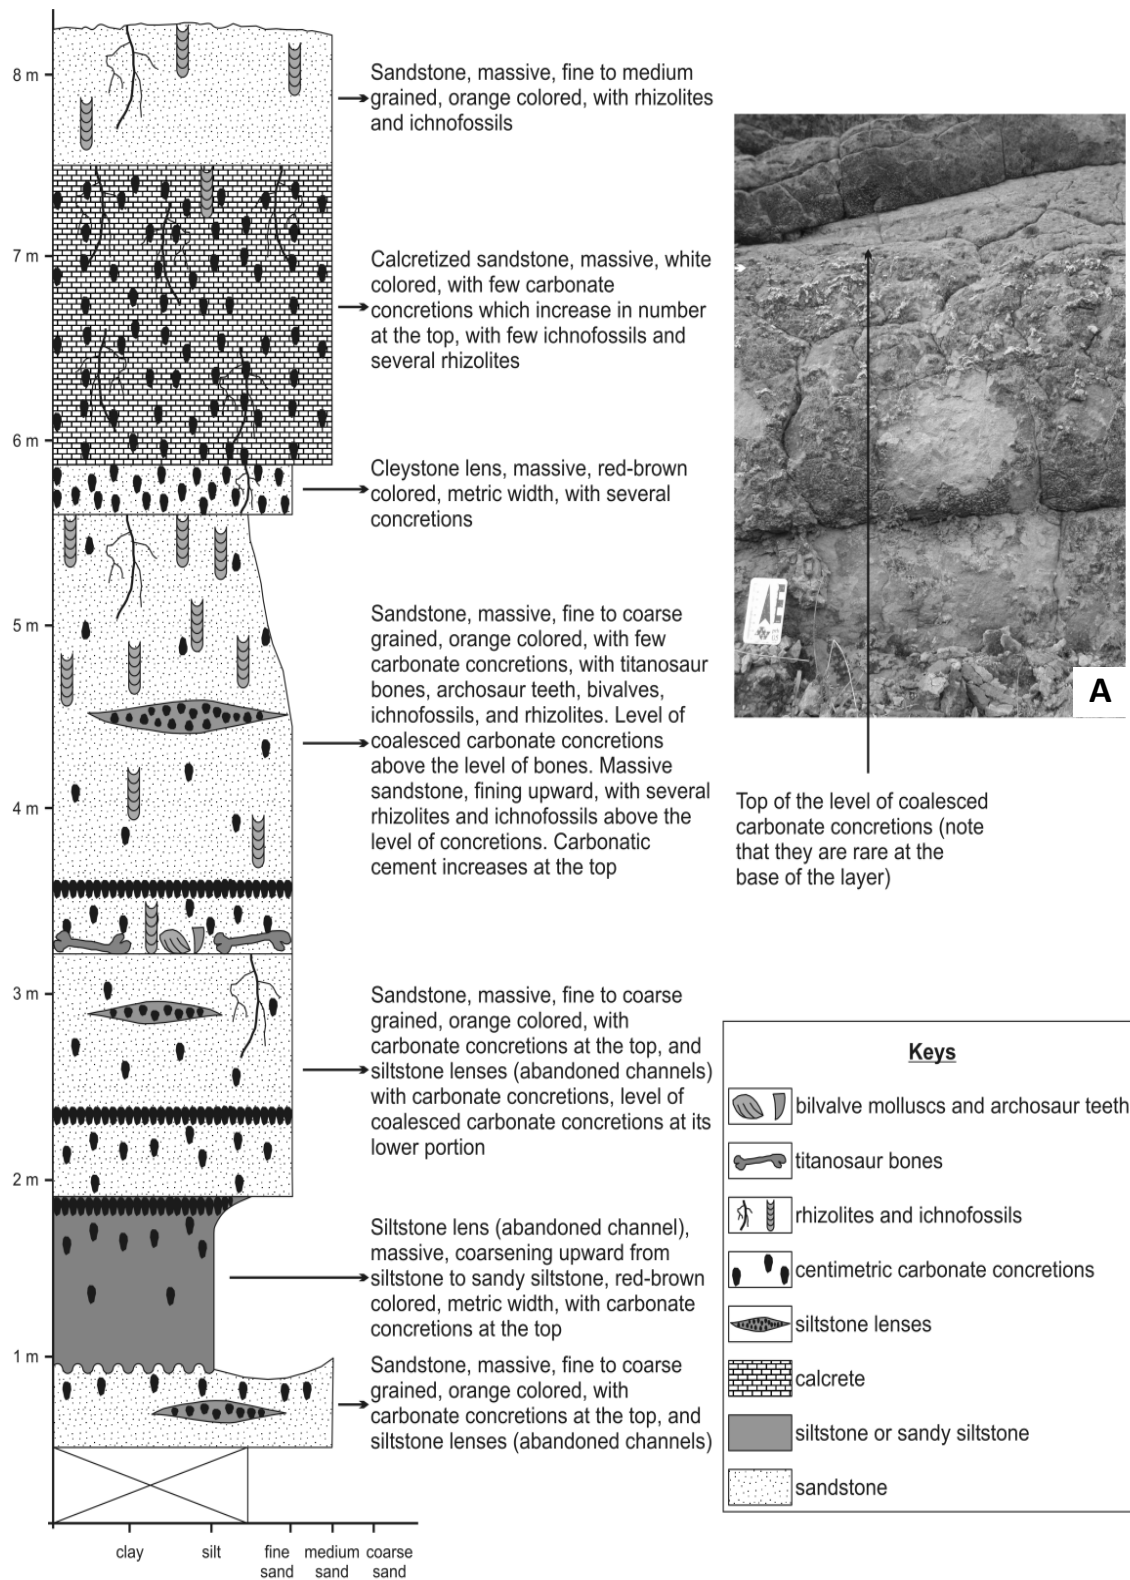 8 m
7 m
6 m
5 m
4 m
3 m
2 m
1 m
clay
silt
fine
sand
medium
sand
coarse
sand
Sandstone, massive, fine to medium
grained, orange colored, with rhizolites
and ichnofossils
Calcretized sandstone, massive, white
colored, with few carbonate
concretions which increase in number
at the top, with few ichnofossils and
several rhizolites
Cleystone lens, massive, red-brown
colored, metric width, with several
concretions
Sandstone, massive, fine to coarse
grained, orange colored, with few
carbonate concretions, with titanosaur
bones, archosaur teeth, bivalves,
ichnofossils, and rhizolites. Level of
coalesced carbonate concretions
above the level of bones. Massive
sandstone, fining upward, with several
rhizolites and ichnofossils above the
level of concretions. Carbonatic
cement increases at the top
Sandstone, massive, fine to coarse
grained, orange colored, with
carbonate concretions at the top, and
siltstone lenses (abandoned channels)
with carbonate concretions, level of
coalesced carbonate concretions at its
lower portion
Siltstone lens (abandoned channel),
massive, coarsening upward from
siltstone to sandy siltstone, red-brown
colored, metric width, with carbonate
concretions at the top
Sandstone, massive, fine to coarse
grained, orange colored, with
carbonate concretions at the top, and
siltstone lenses (abandoned channels)
A
Top of the level of coalesced
carbonate concretions (note
that they are rare at the
base of the layer)
Keys
bilvalve molluscs and archosaur teeth
titanosaur bones
rhizolites and ichnofossils
centimetric carbonate concretions
siltstone lenses
calcrete
siltstone or sandy siltstone
sandstone